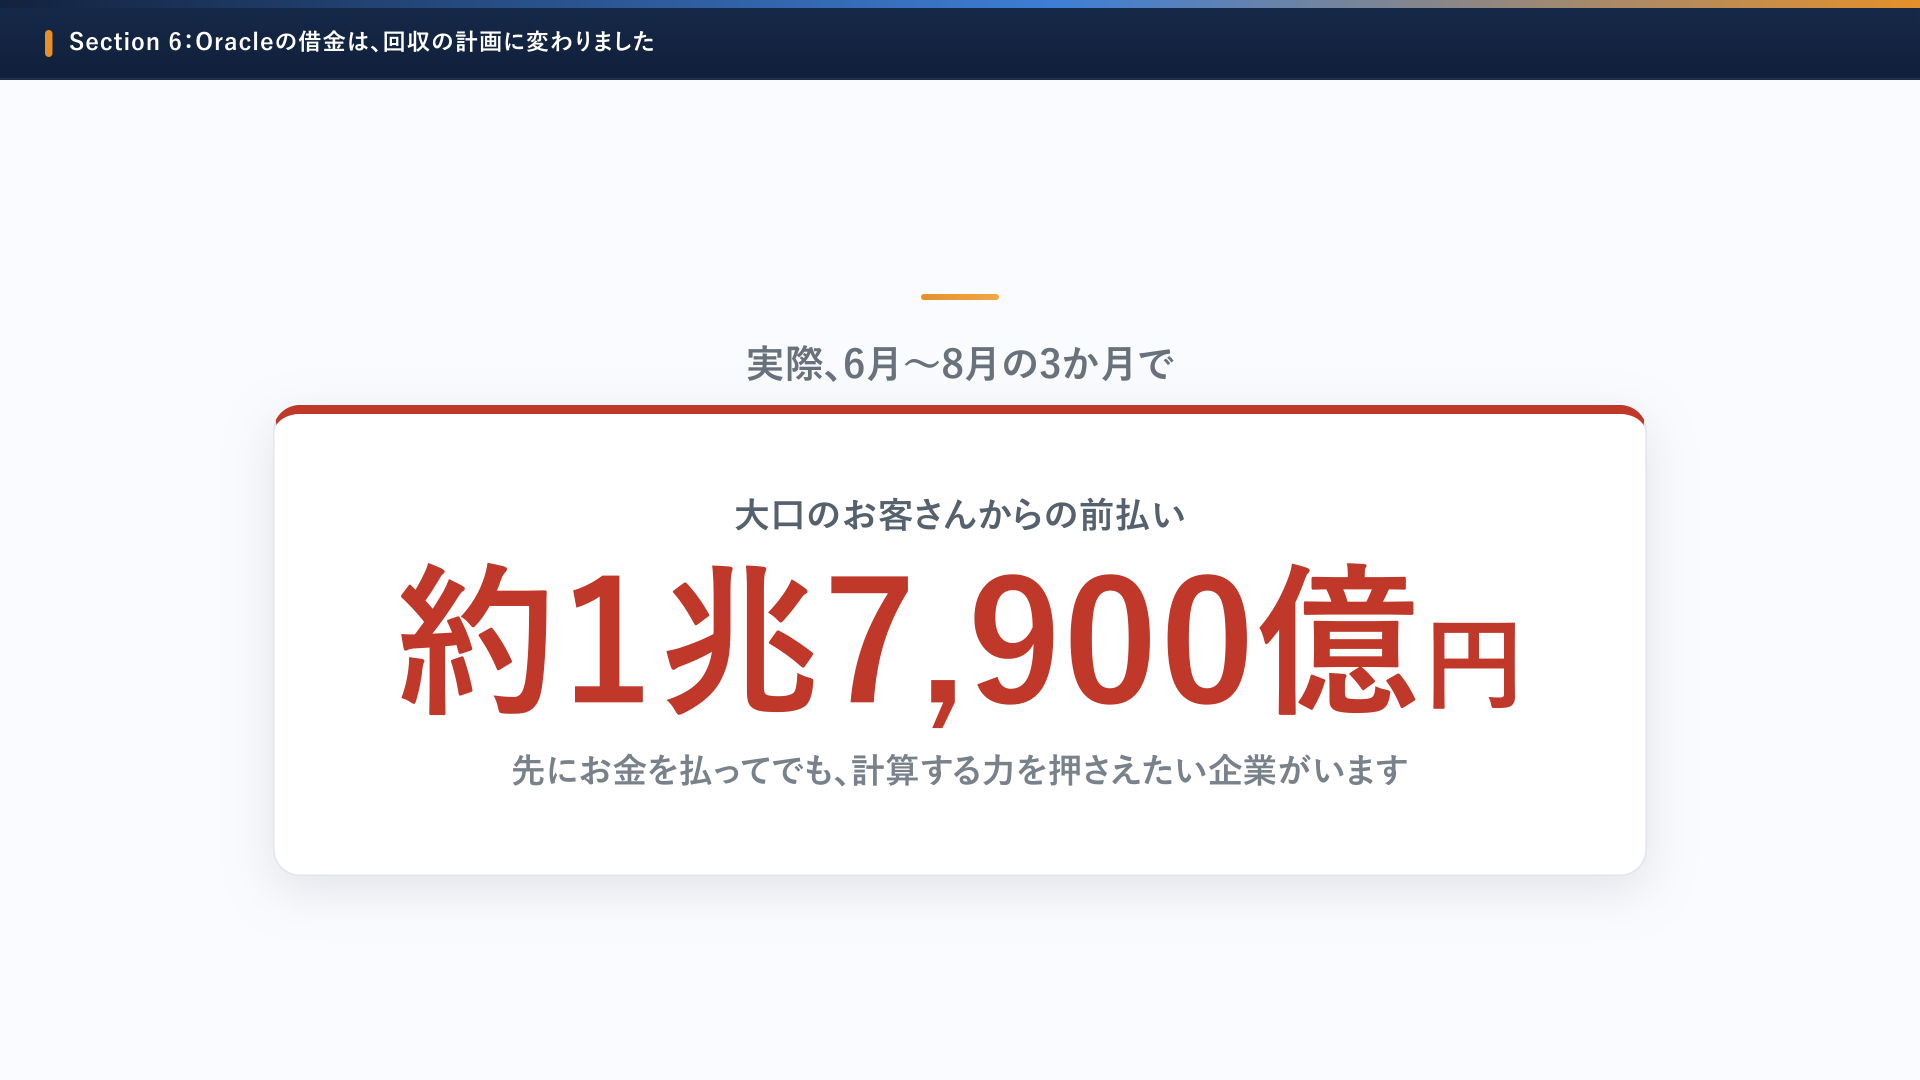 Section 6：Oracleの借金は、回収の計画に変わりました
実際、6月〜8月の3か月で
大口のお客さんからの前払い
約1兆7,900億円
先にお金を払ってでも、計算する力を押さえたい企業がいます